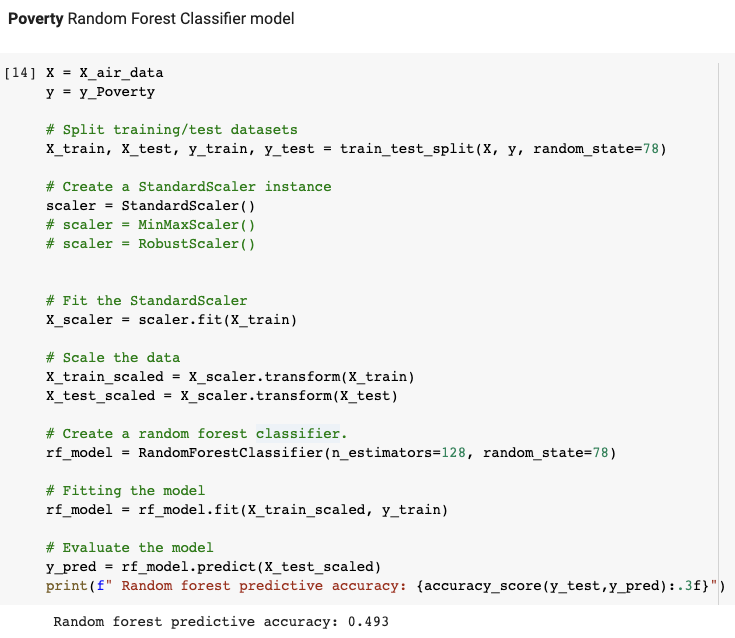 Poverty Random Forest Classifier model
[14] X = X_air_data
y = y_Poverty
# Split training/test datasets
X_train, X_test, y_train, y_test = train_test_split(X, y, random_state=78)
# Create a StandardScaler instance
scaler = StandardScaler()
# scaler = MinMaxScaler()
# scaler = RobustScaler()
# Fit the StandardScaler
X_scaler = scaler.fit(X_train)
# Scale the data
X_train_scaled = X_scaler.transform(X_train)
X_test_scaled = X_scaler.transform(X_test)
# Create a random forest classifier.
rf_model = RandomForestClassifier(n_estimators=128, random_state=78)
# Fitting the model
rf_model = rf_model.fit(X_train_scaled, y_train)
# Evaluate the model
y_pred = rf_model.predict(X_test_scaled)
print(f" Random forest predictive accuracy: {accuracy_score(y_test,y_pred):.3f}")
Random forest predictive accuracy: 0.493